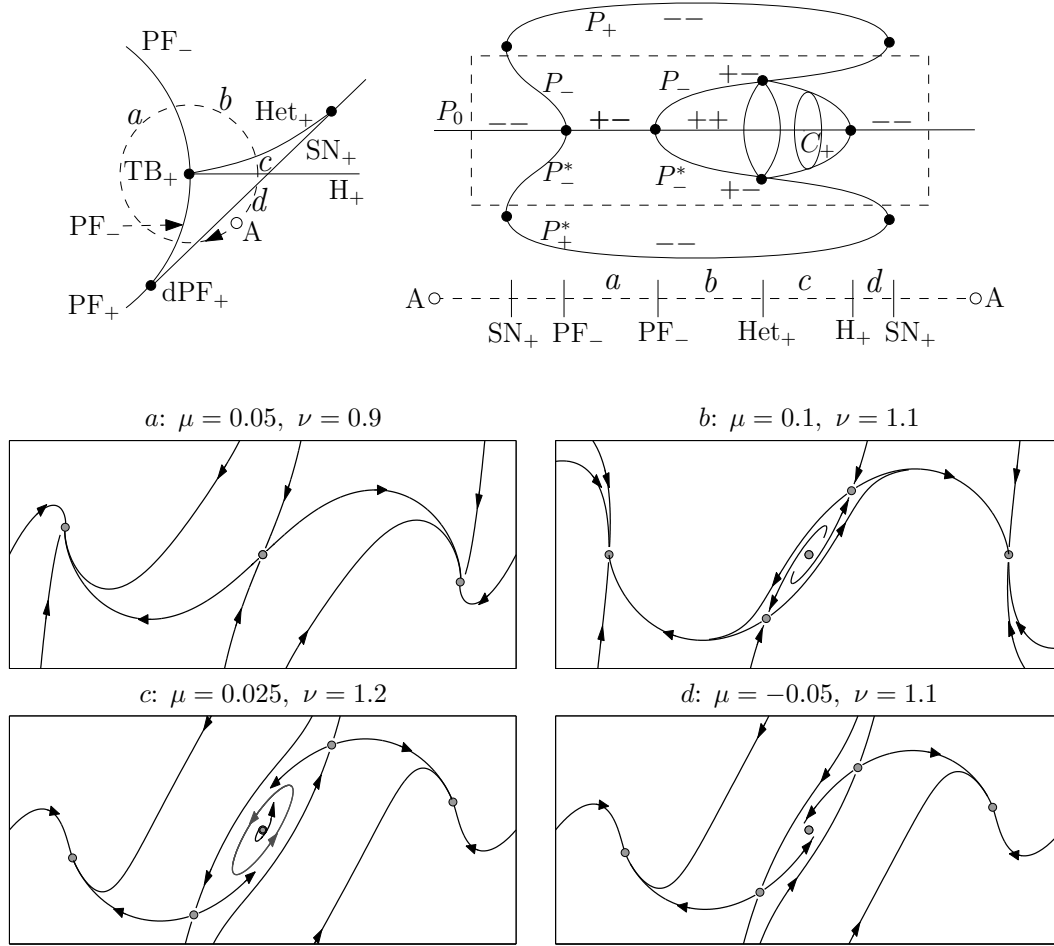 PF₋
a
b
Het₊
c
SN₊
TB₊
H₊
d
PF₋
A
PF₊
dPF₊
P₊
−−
P₋
P₋
+−
P₀
−−
+−
++
C₊
−−
P₋*
P₋*
+−
P₊*
−−
A
a
b
c
d
A
SN₊
PF₋
PF₋
Het₊
H₊
SN₊
a: μ = 0.05, ν = 0.9
b: μ = 0.1, ν = 1.1
c: μ = 0.025, ν = 1.2
d: μ = −0.05, ν = 1.1